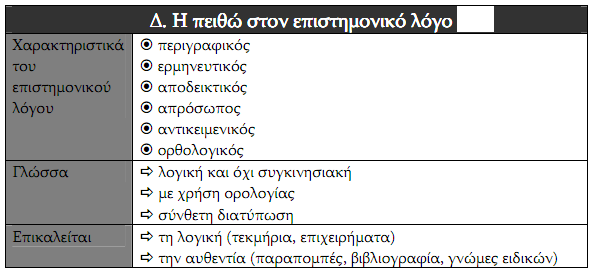 Δ. Η πειθώ στον επιστημονικό λόγο
Χαρακτηριστικά του επιστημονικού λόγου
περιγραφικός
ερμηνευτικός
αποδεικτικός
απρόσωπος
αντικειμενικός
ορθολογικός
Γλώσσα
⇨ λογική και όχι συγκινησιακή
⇨ με χρήση ορολογίας
⇨ σύνθετη διατύπωση
Επικαλείται
⇨ τη λογική (τεκμήρια, επιχειρήματα)
⇨ την αυθεντία (παραπομπές, βιβλιογραφία, γνώμες ειδικών)